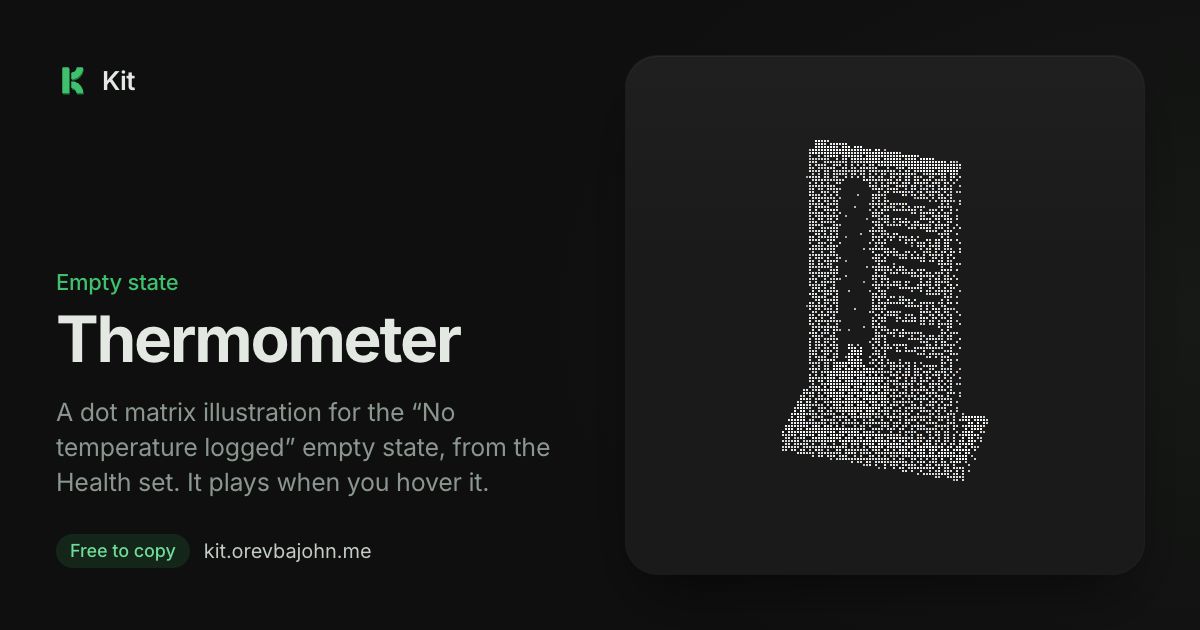 Kit
Empty state
Thermometer
A dot matrix illustration for the “No
temperature logged” empty state, from the
Health set. It plays when you hover it.
Free to copy
kit.orevbajohn.me